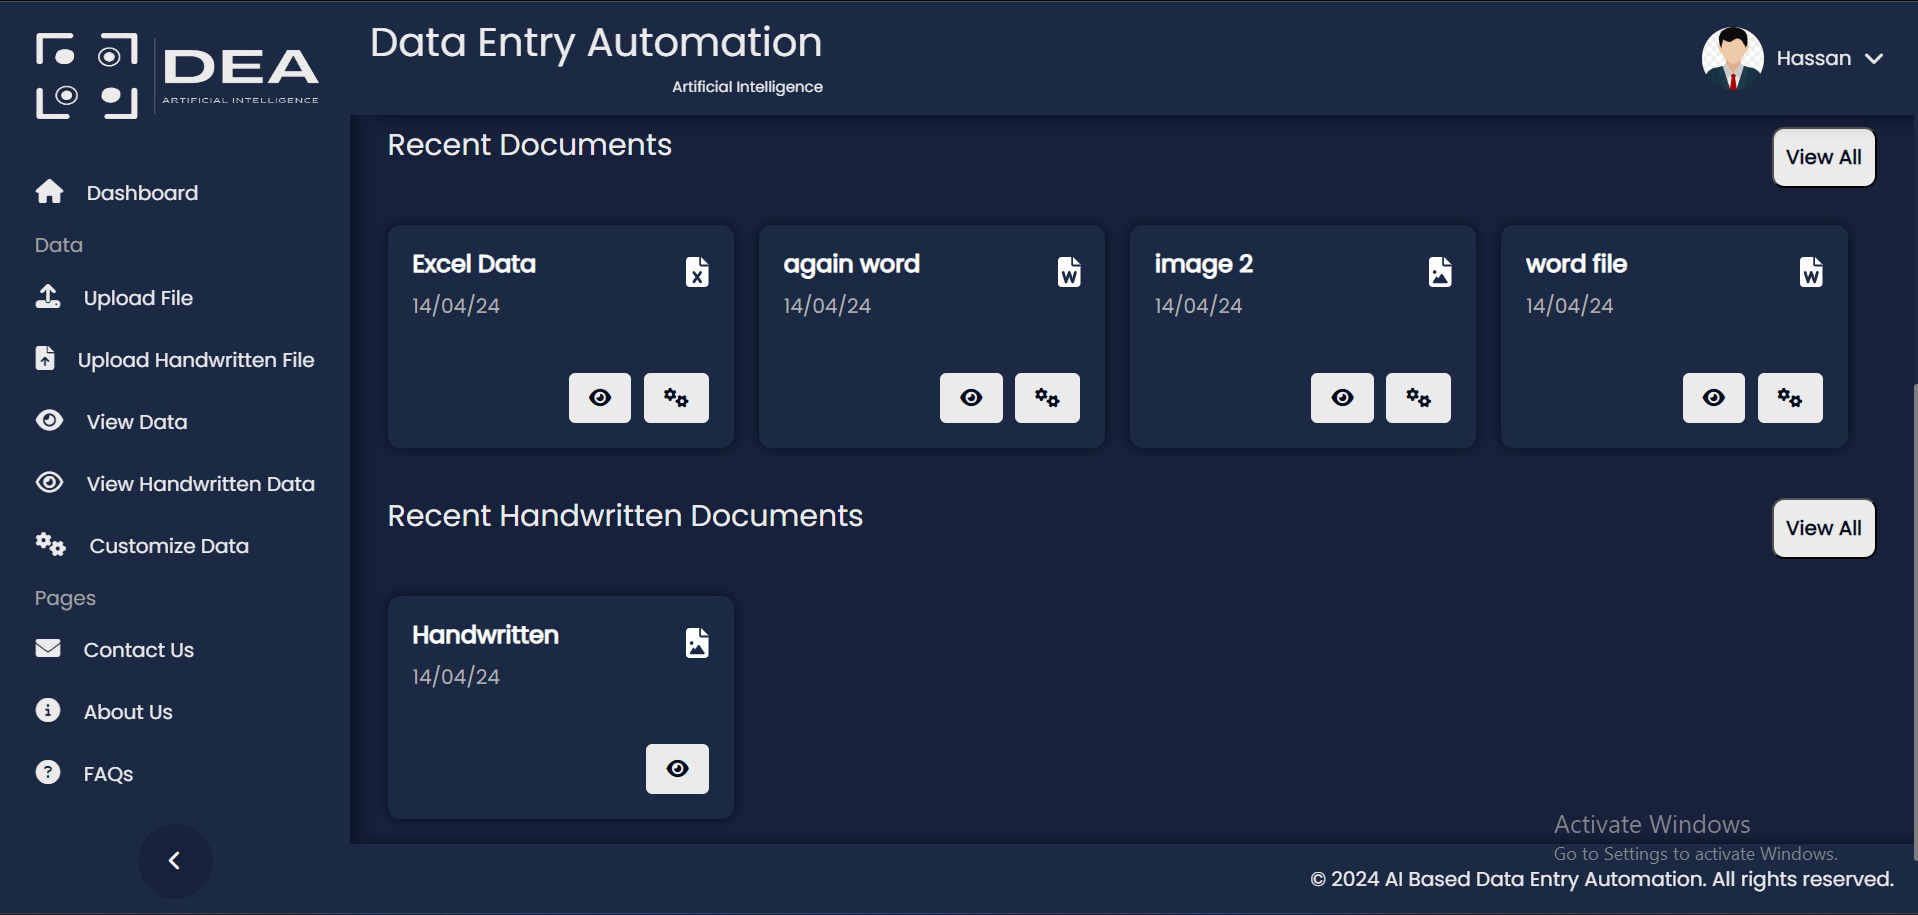 DEA
ARTIFICIAL INTELLIGENCE
Data Entry Automation
Artificial Intelligence
Hassan
Dashboard
Data
Upload File
Upload Handwritten File
View Data
View Handwritten Data
Customize Data
Pages
Contact Us
About Us
FAQs
Recent Documents
View All
Excel Data
14/04/24
again word
14/04/24
image 2
14/04/24
word file
14/04/24
Recent Handwritten Documents
View All
Handwritten
14/04/24
Activate Windows
Go to Settings to activate Windows.
© 2024 AI Based Data Entry Automation. All rights reserved.